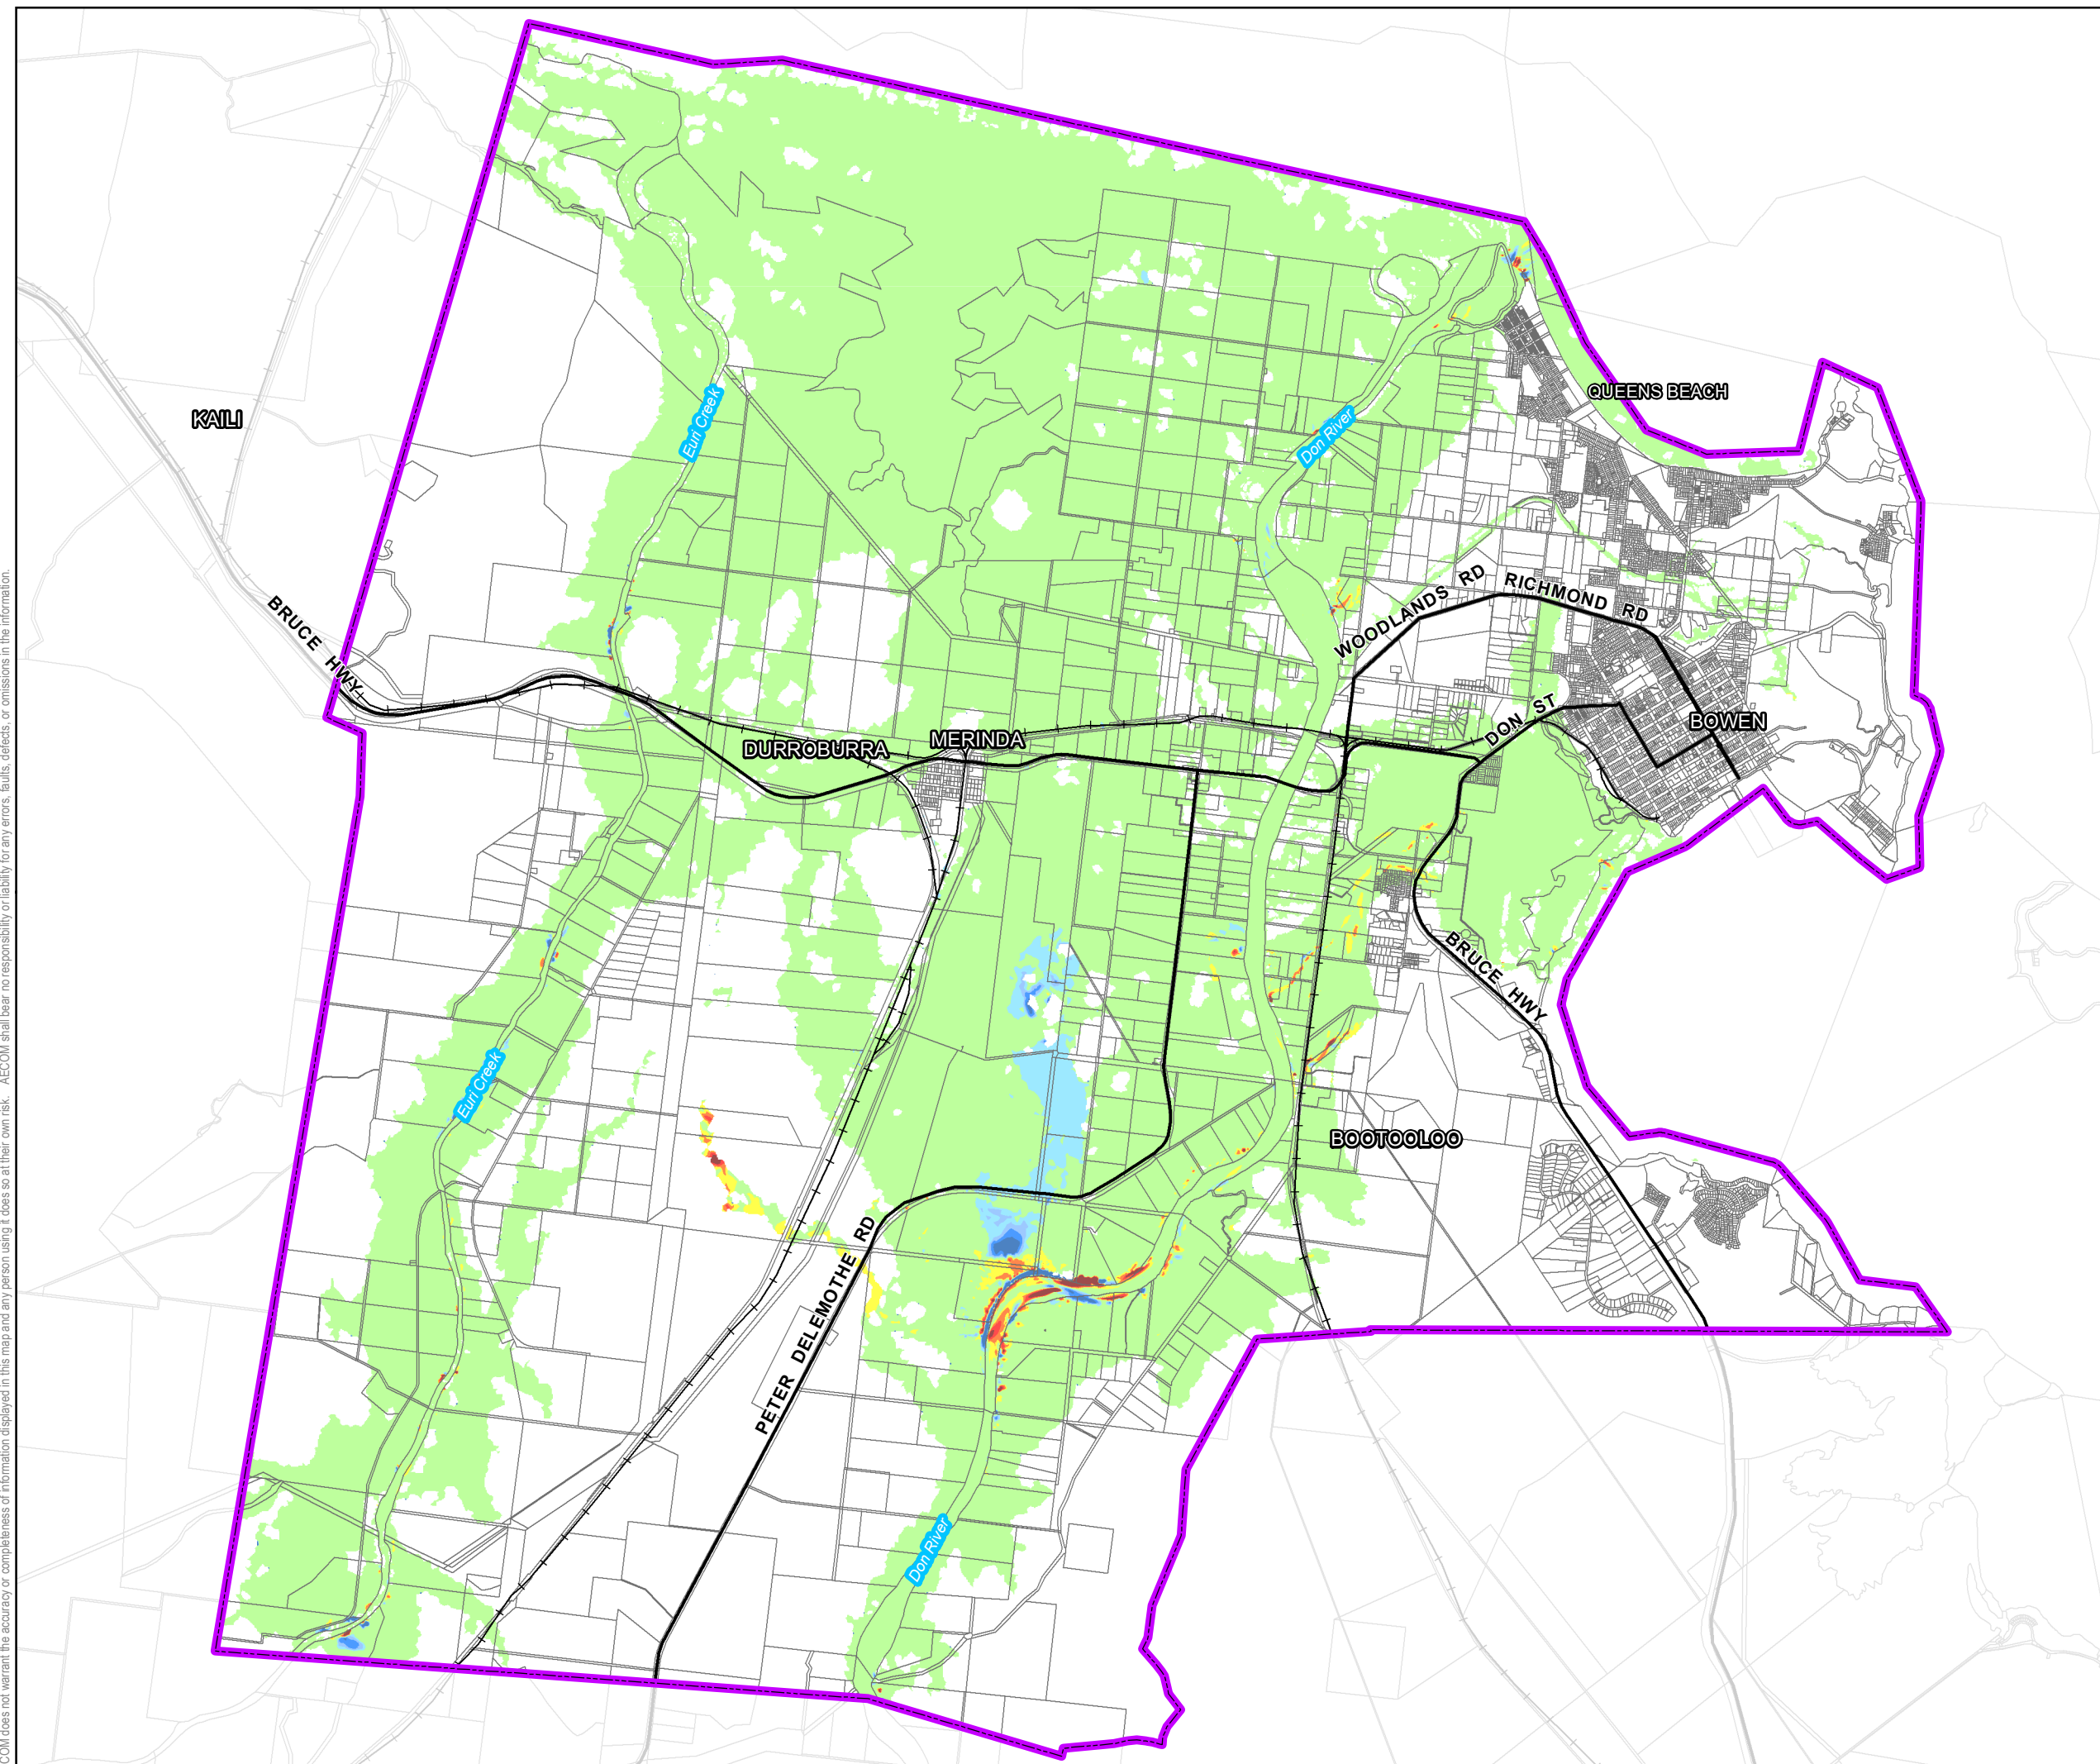 QUEENS BEACH
KAILI
Euri Creek
Don River
WOODLANDS RD
RICHMOND RD
BRUCE HWY
DON ST
BOWEN
DURROBURRA
MERINDA
BRUCE HWY
Euri Creek
BOOTOOLOO
PETER DELEMOTHE RD
Don River
COM does not warrant the accuracy or completeness of information displayed in this map and any person using it does so at their own risk. AECOM shall bear no responsibility or liability for any errors, faults, defects, or omissions in the information.